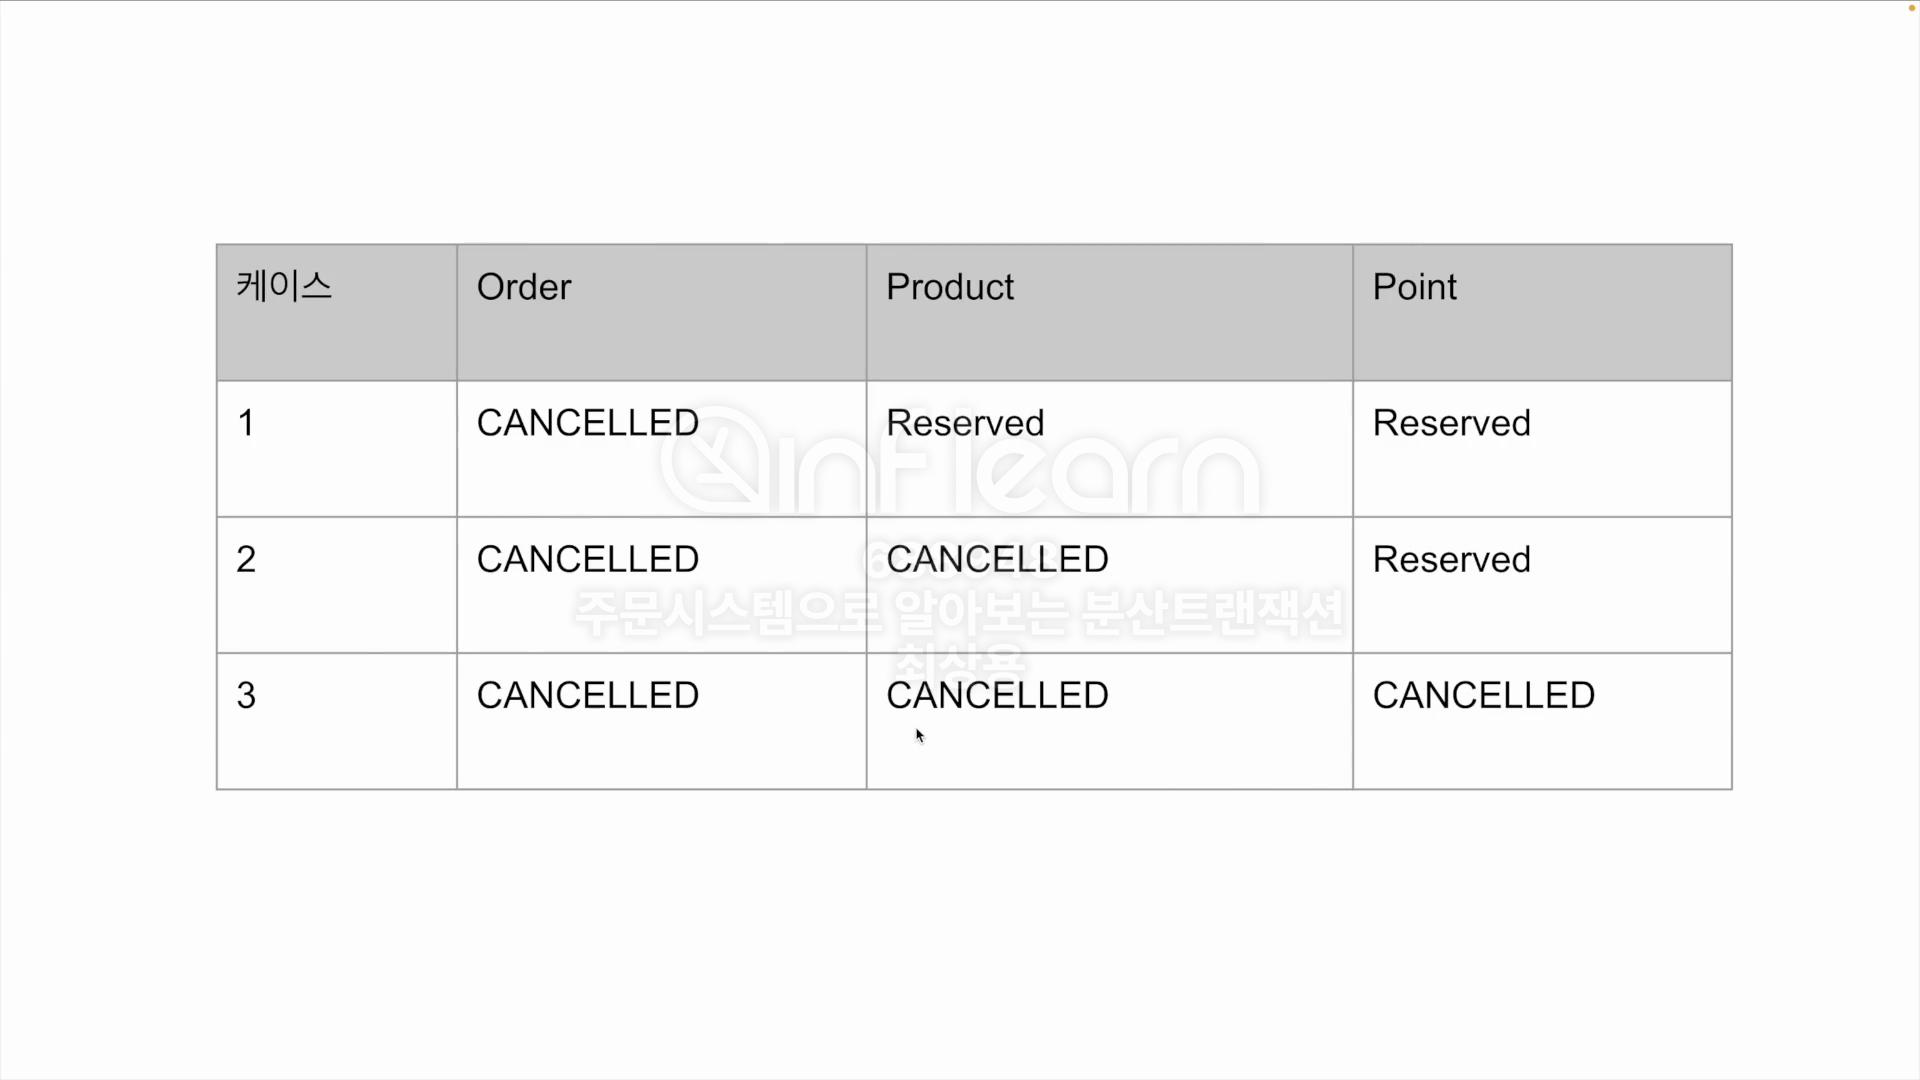 케이스 Order Product Point
1 CANCELLED Reserved Reserved
inflearn
2 CANCELLED CANCELLED Reserved
주문시스템으로 알아보는 분산트랜잭션
최상용
3 CANCELLED CANCELLED CANCELLED